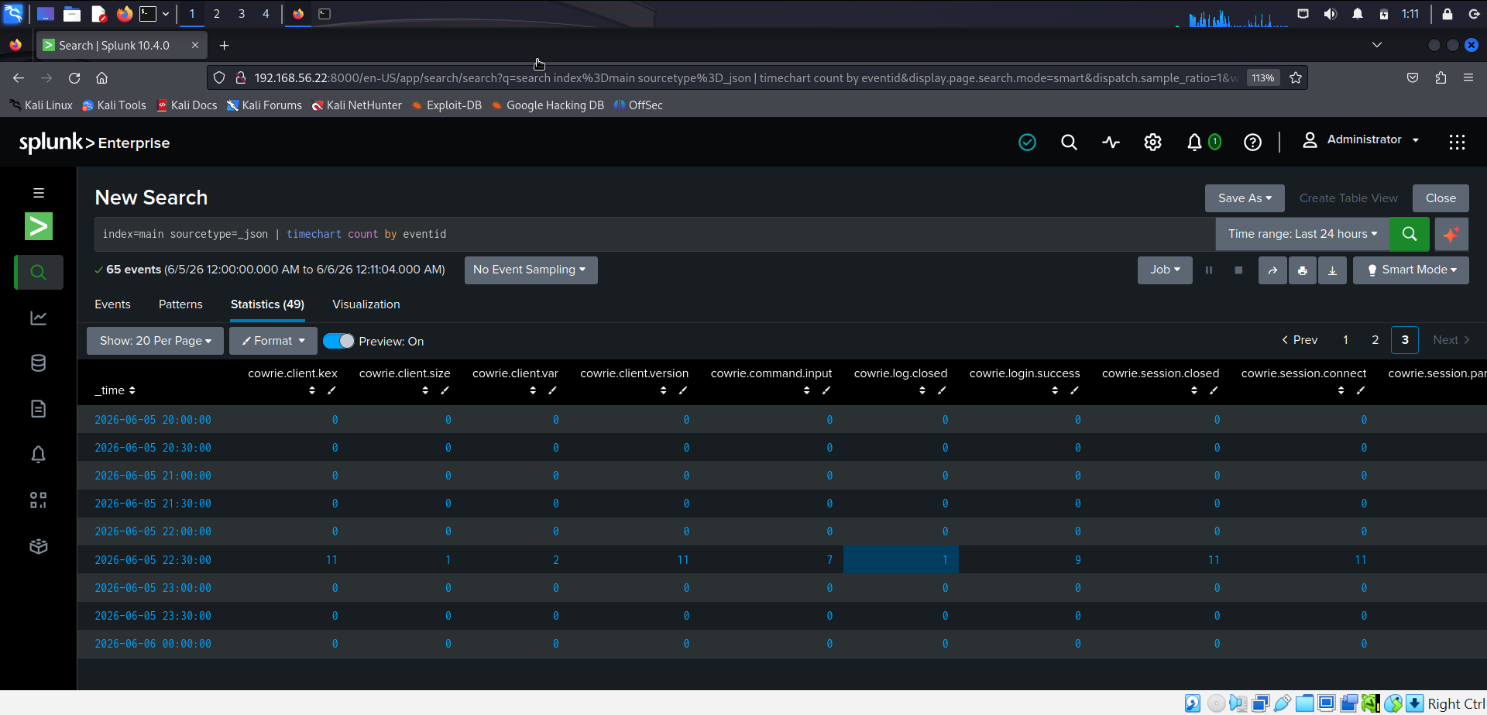 1 2 3 4 1:11
Search | Splunk 10.4.0
192.168.56.22:8000/en-US/app/search/search?q=search index%3Dmain sourcetype%3D_json | timechart count by eventid&display.page.search.mode=smart&dispatch.sample_ratio=1&w 113%
Kali Linux Kali Tools Kali Docs Kali Forums Kali NetHunter Exploit-DB Google Hacking DB OffSec
splunk> Enterprise 1 Administrator
New Search Save As Create Table View Close
index=main sourcetype=_json | timechart count by eventid Time range: Last 24 hours
65 events (6/5/26 12:00:00.000 AM to 6/6/26 12:11:04.000 AM) No Event Sampling Job Smart Mode
Events Patterns Statistics (49) Visualization
Show: 20 Per Page Format Preview: On Prev 1 2 3 Next
_time cowrie.client.kex cowrie.client.size cowrie.client.var cowrie.client.version cowrie.command.input cowrie.log.closed cowrie.login.success cowrie.session.closed cowrie.session.connect cowrie.session.par
2026-06-05 20:00:00 0 0 0 0 0 0 0 0 0
2026-06-05 20:30:00 0 0 0 0 0 0 0 0 0
2026-06-05 21:00:00 0 0 0 0 0 0 0 0 0
2026-06-05 21:30:00 0 0 0 0 0 0 0 0 0
2026-06-05 22:00:00 0 0 0 0 0 0 0 0 0
2026-06-05 22:30:00 11 1 2 11 7 1 9 11 11
2026-06-05 23:00:00 0 0 0 0 0 0 0 0 0
2026-06-05 23:30:00 0 0 0 0 0 0 0 0 0
2026-06-06 00:00:00 0 0 0 0 0 0 0 0 0
Right Ctrl